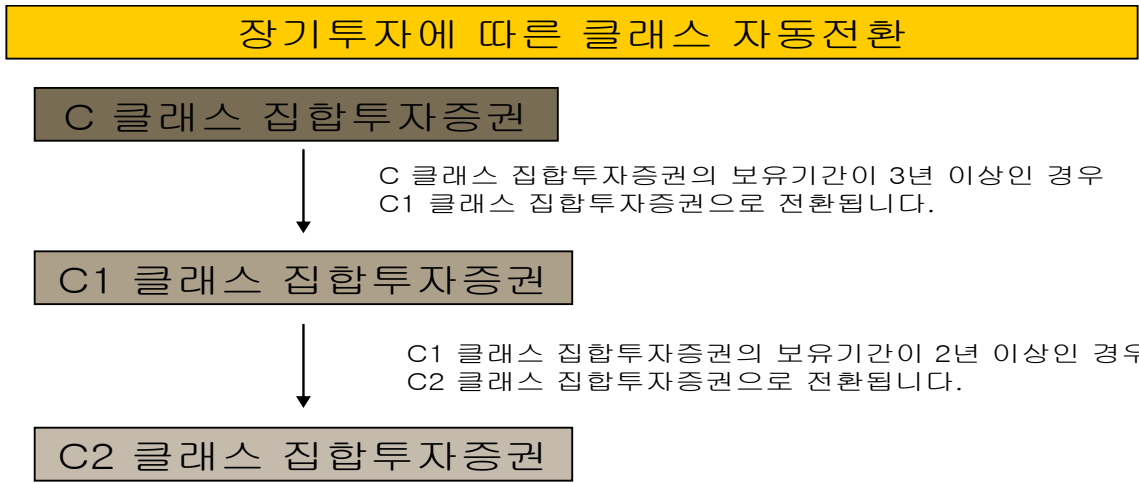 장기투자에 따른 클래스 자동전환
C 클래스 집합투자증권
C 클래스 집합투자증권의 보유기간이 3년 이상인 경우
C1 클래스 집합투자증권으로 전환됩니다.
C1 클래스 집합투자증권
C1 클래스 집합투자증권의 보유기간이 2년 이상인 경우
C2 클래스 집합투자증권으로 전환됩니다.
C2 클래스 집합투자증권